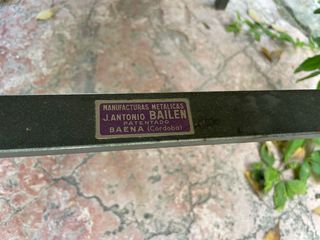 MANUFACTURAS METALICAS
J. ANTONIO BAILEN
PATENTADO
BAENA (Cordoba)